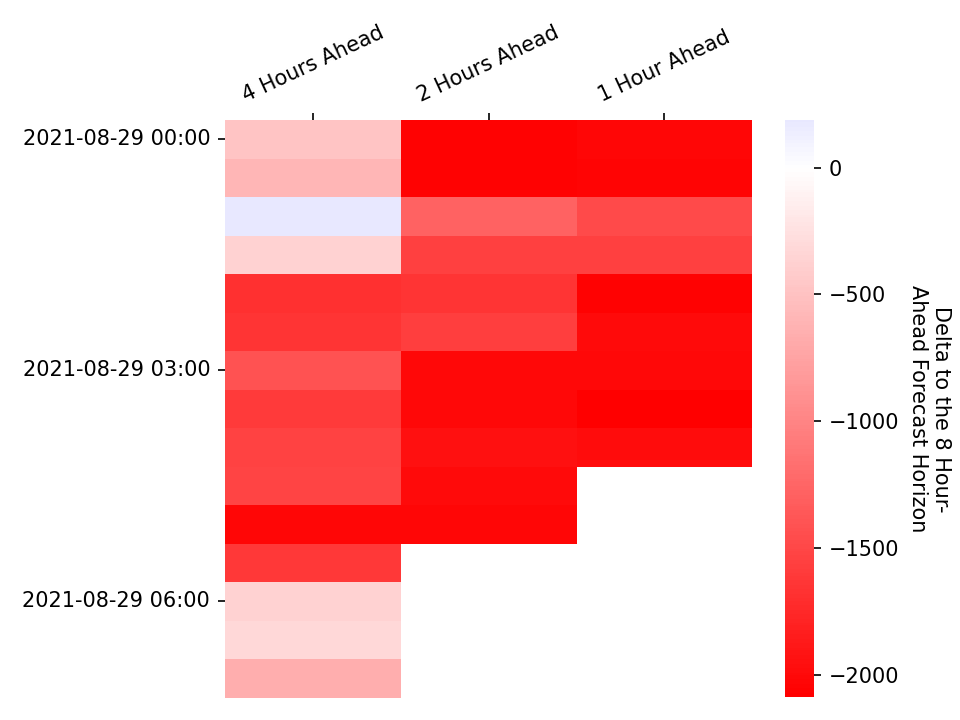 4 Hours Ahead
2 Hours Ahead
1 Hour Ahead
2021-08-29 00:00
2021-08-29 03:00
2021-08-29 06:00
0
−500
−1000
−1500
−2000
Delta to the 8 Hour-
Ahead Forecast Horizon